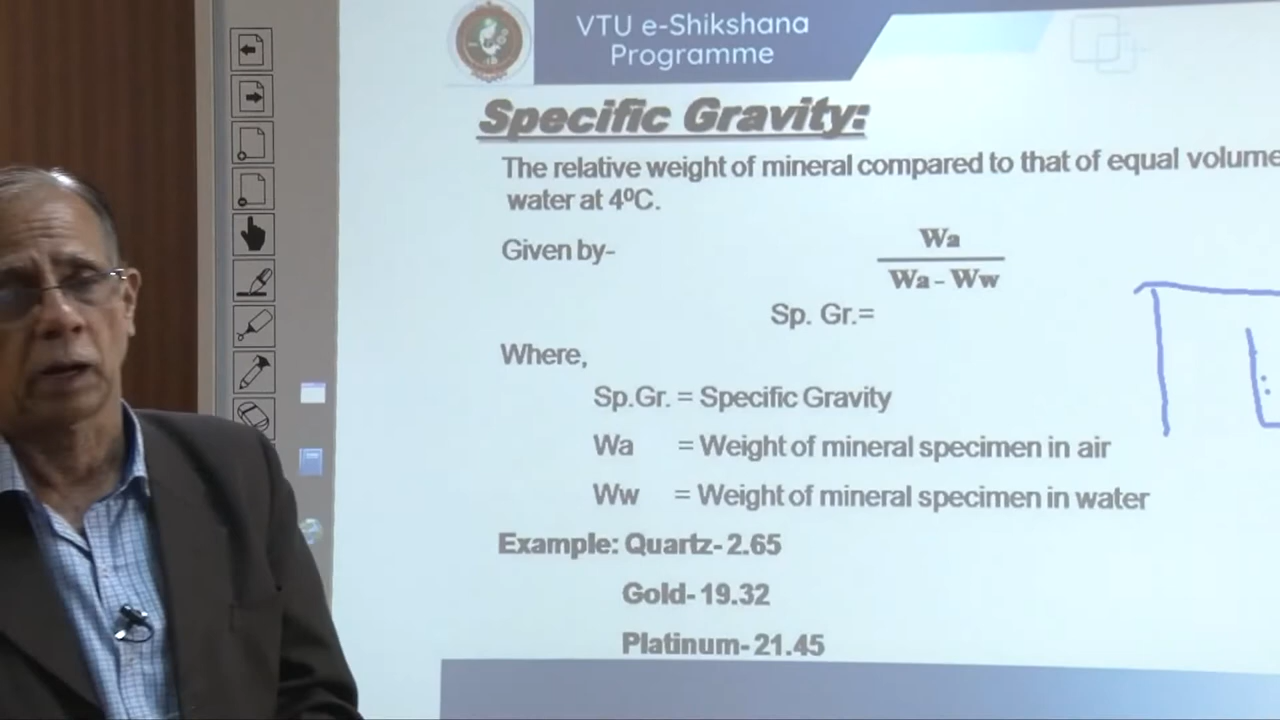 VTU e-Shikshana
Programme
Specific Gravity:
The relative weight of mineral compared to that of equal volume
water at 4⁰C.
Given by-
Wa
Wa - Ww
Sp. Gr.=
Where,
Sp.Gr. = Specific Gravity
Wa = Weight of mineral specimen in air
Ww = Weight of mineral specimen in water
Example: Quartz- 2.65
Gold- 19.32
Platinum- 21.45